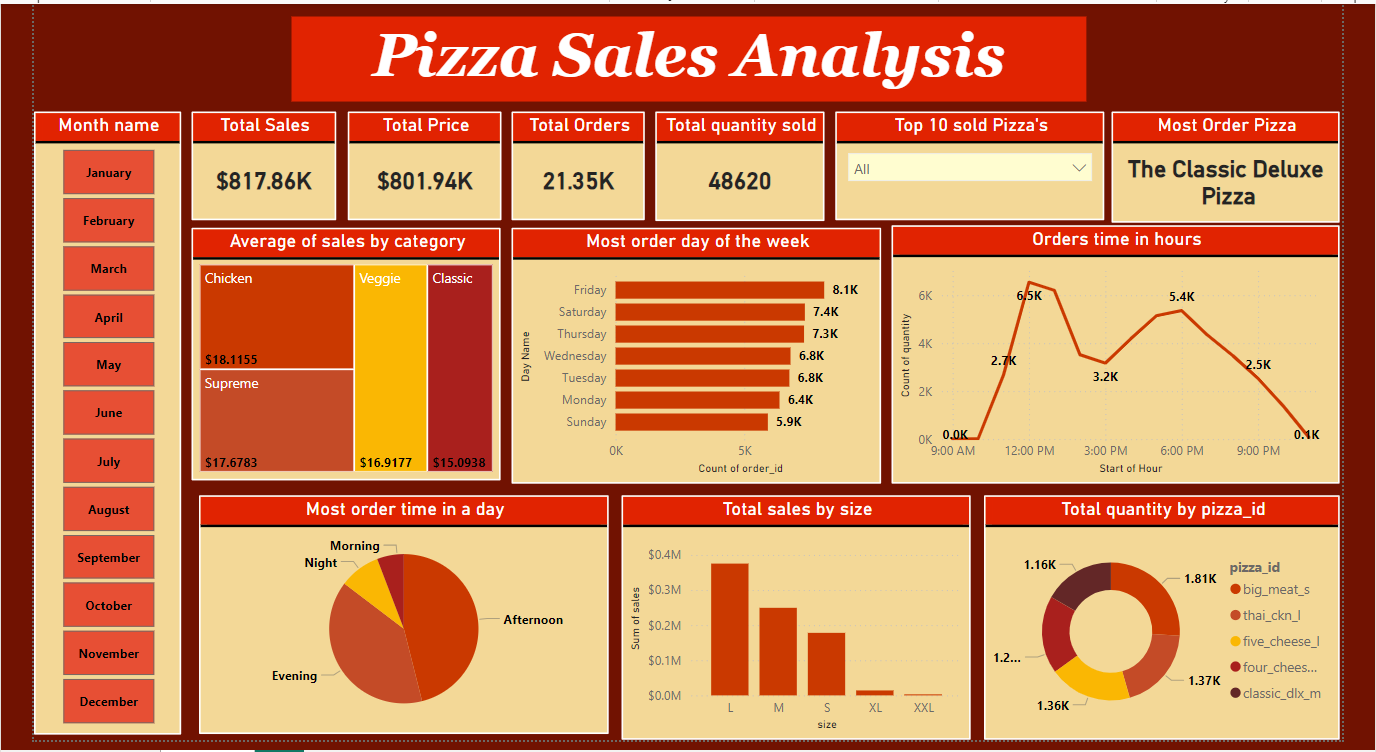 Pizza Sales Analysis
Month name
January
February
March
April
May
June
July
August
September
October
November
December
Total Sales
$817.86K
Total Price
$801.94K
Total Orders
21.35K
Total quantity sold
48620
Top 10 sold Pizza's
All
Most Order Pizza
The Classic Deluxe
Pizza
Average of sales by category
Chicken
$18.1155
Supreme
$17.6783
Veggie
$16.9177
Classic
$15.0938
Most order day of the week
Day Name
Friday 8.1K
Saturday 7.4K
Thursday 7.3K
Wednesday 6.8K
Tuesday 6.8K
Monday 6.4K
Sunday 5.9K
0K 5K
Count of order_id
Orders time in hours
Count of quantity
6K
4K
2K
0K
0.0K
2.7K
6.5K
3.2K
5.4K
2.5K
0.1K
9:00 AM 12:00 PM 3:00 PM 6:00 PM 9:00 PM
Start of Hour
Most order time in a day
Morning
Night
Afternoon
Evening
Total sales by size
Sum of sales
$0.4M
$0.3M
$0.2M
$0.1M
$0.0M
L M S XL XXL
size
Total quantity by pizza_id
1.16K
1.81K
1.2...
1.37K
1.36K
pizza_id
big_meat_s
thai_ckn_l
five_cheese_l
four_chees...
classic_dlx_m